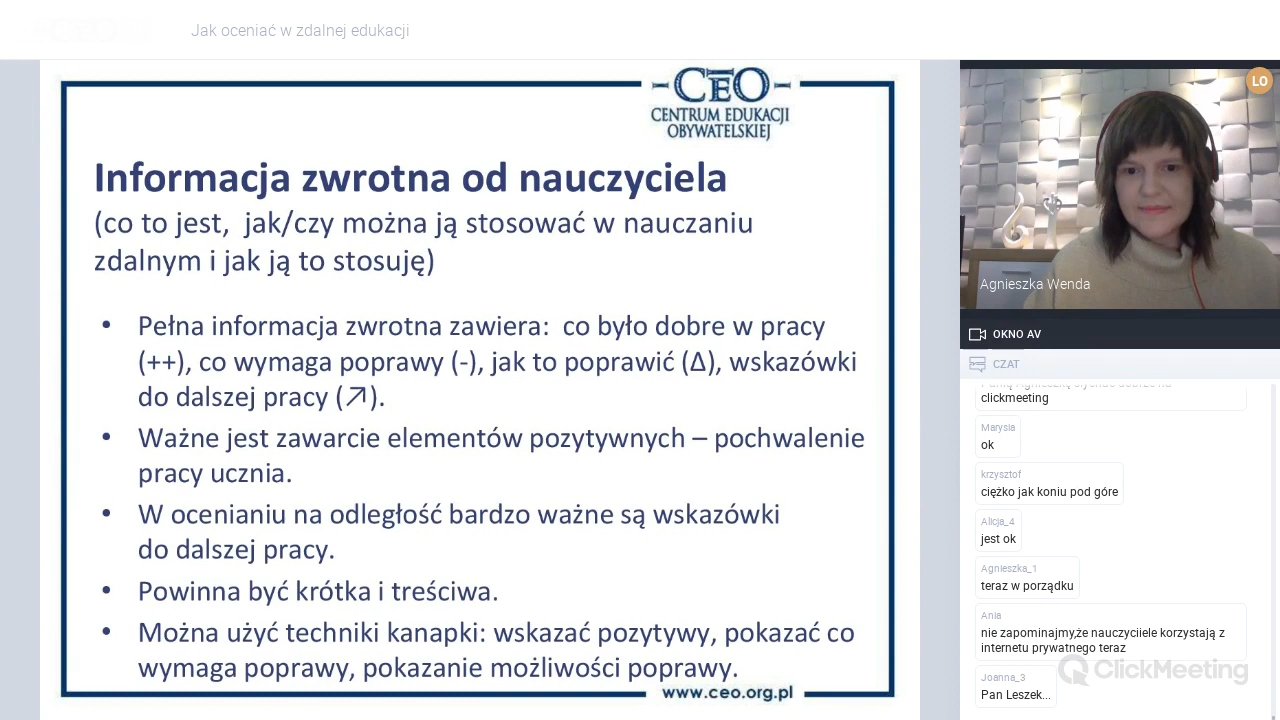 Jak oceniać w zdalnej edukacji
CEO
CENTRUM EDUKACJI
OBYWATELSKIEJ
Informacja zwrotna od nauczyciela
(co to jest, jak/czy można ją stosować w nauczaniu
zdalnym i jak ją to stosuję)
• Pełna informacja zwrotna zawiera: co było dobre w pracy
(++), co wymaga poprawy (-), jak to poprawić (Δ), wskazówki
do dalszej pracy (↗).
• Ważne jest zawarcie elementów pozytywnych – pochwalenie
pracy ucznia.
• W ocenianiu na odległość bardzo ważne są wskazówki
do dalszej pracy.
• Powinna być krótka i treściwa.
• Można użyć techniki kanapki: wskazać pozytywy, pokazać co
wymaga poprawy, pokazanie możliwości poprawy.
www.ceo.org.pl
LO
Agnieszka Wenda
OKNO AV
CZAT
clickmeeting
Marysia
ok
krzysztof
ciężko jak koniu pod góre
Alicja_4
jest ok
Agnieszka_1
teraz w porządku
Ania
nie zapominajmy,że nauczyciiele korzystają z
internetu prywatnego teraz
Joanna_3
Pan Leszek...
ClickMeeting